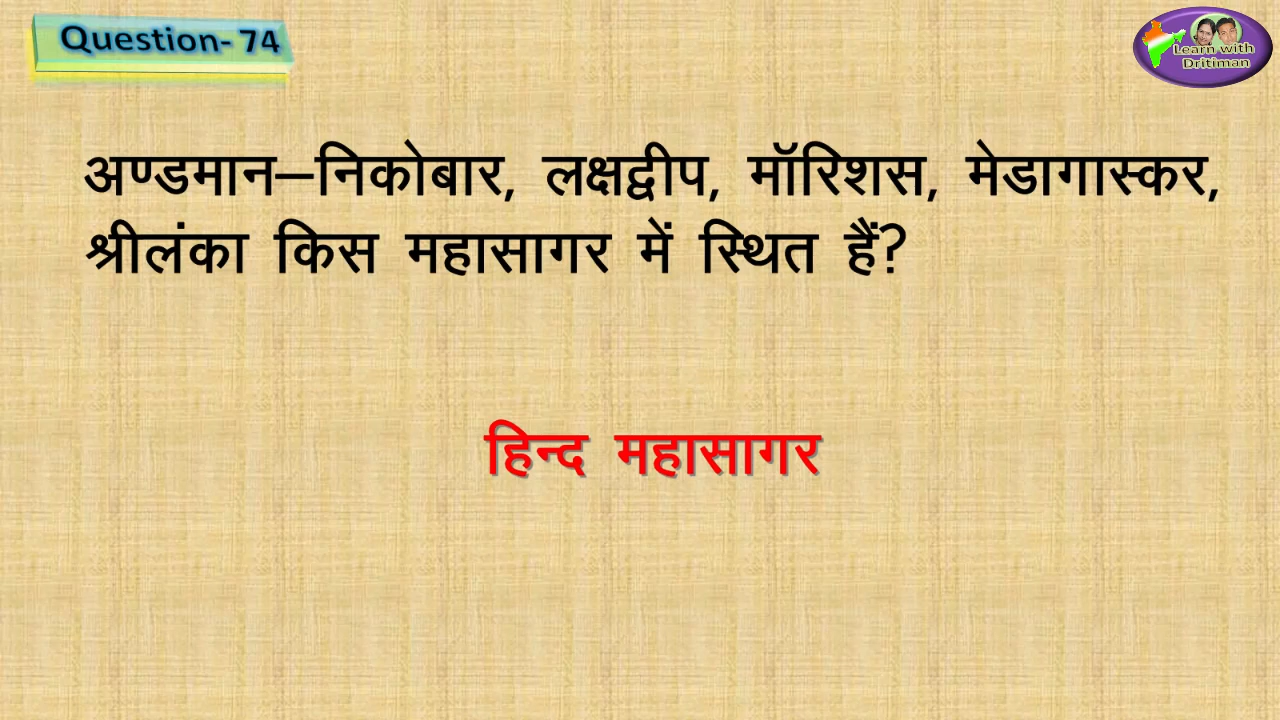 Question- 74
Learn with
Dritiman
अण्डमान–निकोबार, लक्षद्वीप, मॉरिशस, मेडागास्कर,
श्रीलंका किस महासागर में स्थित हैं?
हिन्द महासागर